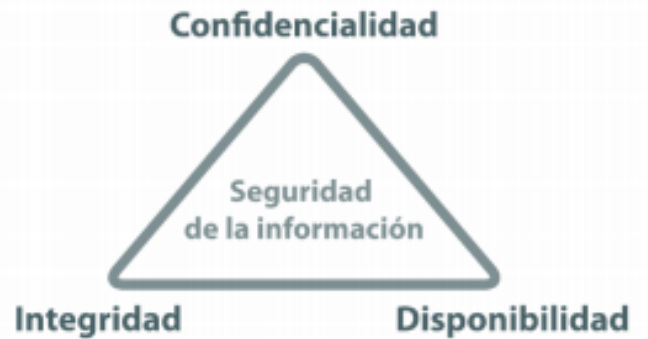 Confidencialidad
Seguridad
de la información
Integridad
Disponibilidad